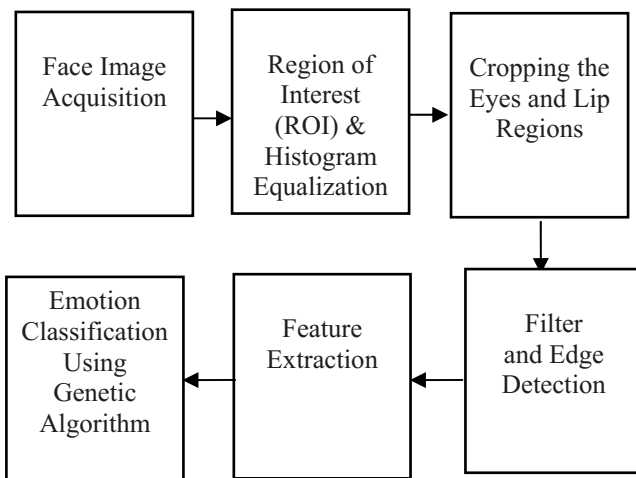 Face Image
Acquisition
Region of
Interest
(ROI) &
Histogram
Equalization
Cropping the
Eyes and Lip
Regions
Filter
and Edge
Detection
Feature
Extraction
Emotion
Classification
Using
Genetic
Algorithm